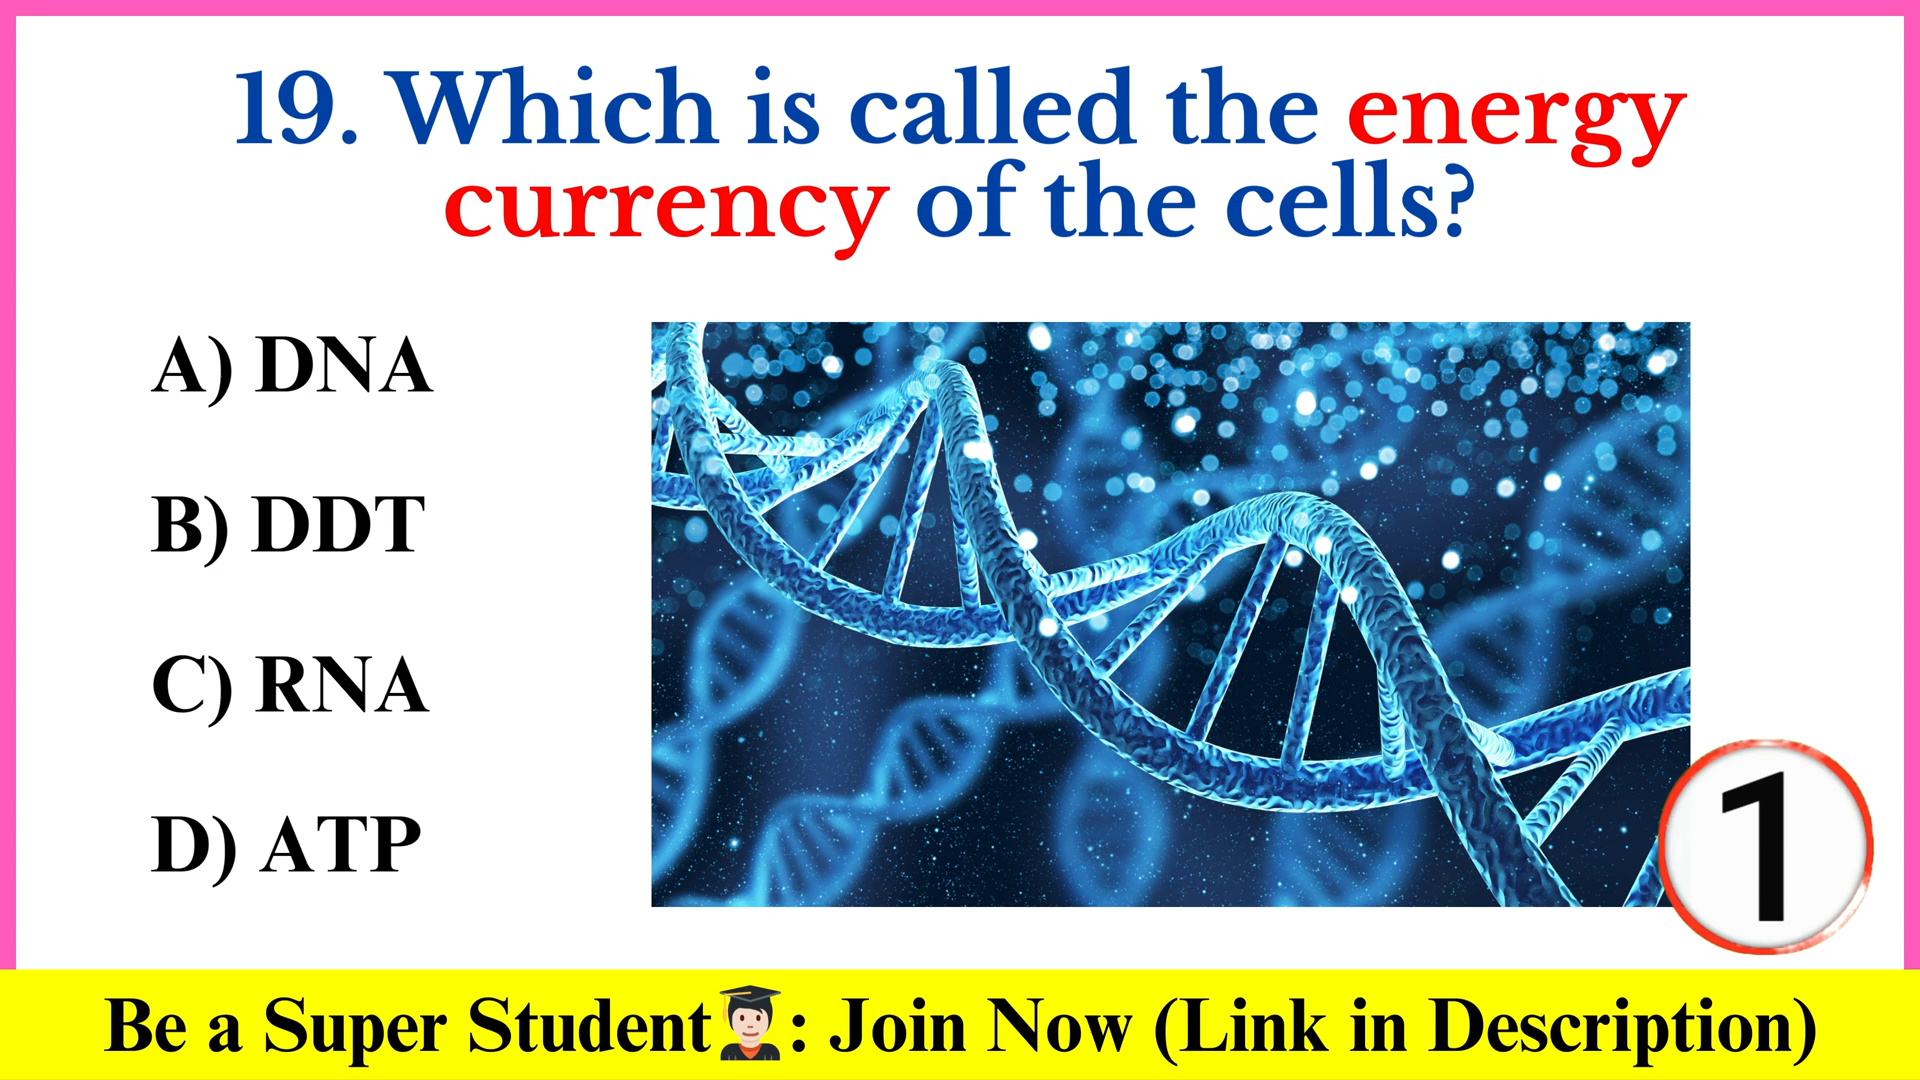 19. Which is called the energy
currency of the cells?
A) DNA
B) DDT
C) RNA
D) ATP
1
Be a Super Student👨‍🎓: Join Now (Link in Description)